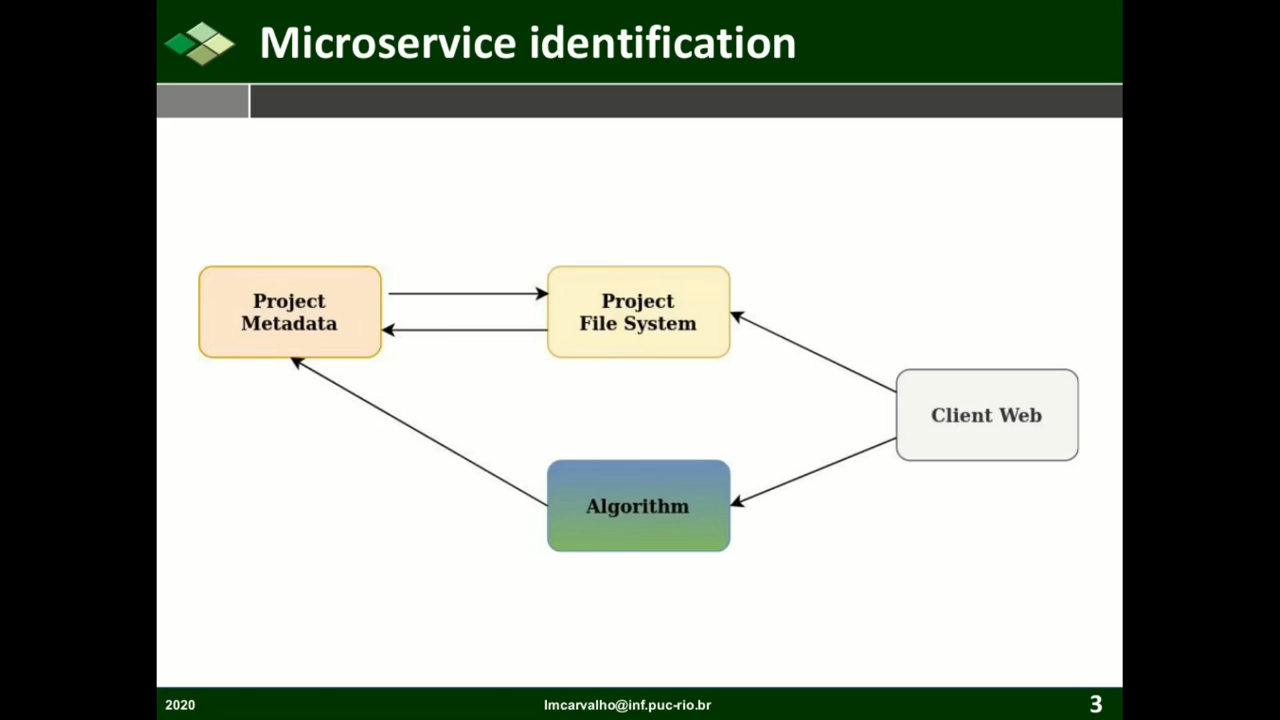 Microservice identification
Project
Metadata
Project
File System
Client Web
Algorithm
2020
lmcarvalho@inf.puc-rio.br
3